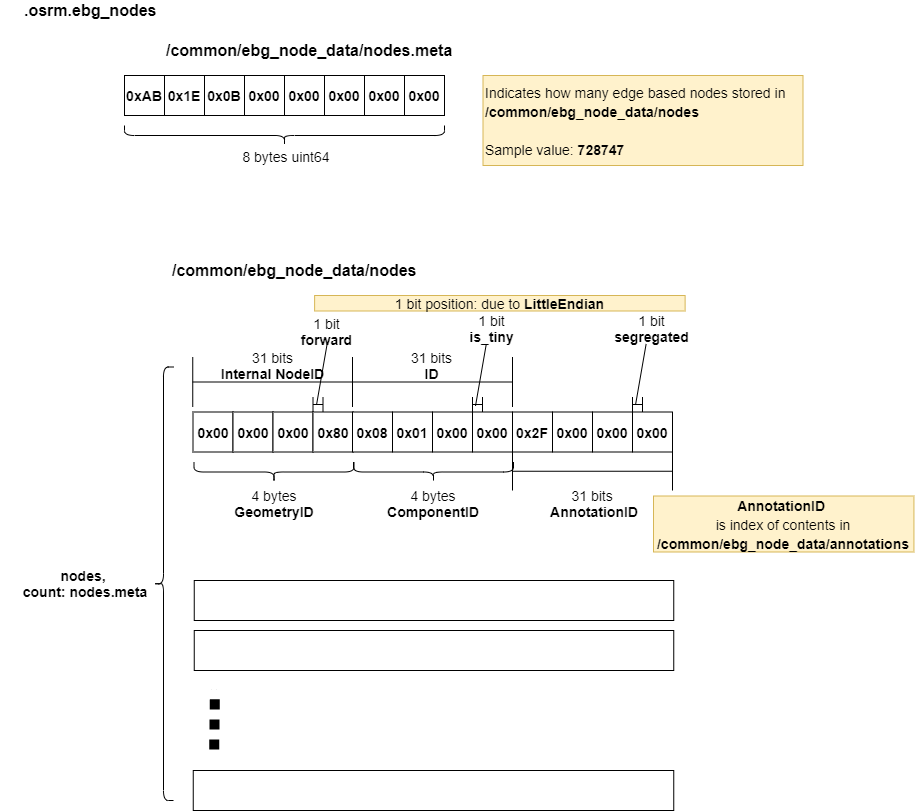 .osrm.ebg_nodes
/common/ebg_node_data/nodes.meta
0xAB 0x1E 0x0B 0x00 0x00 0x00 0x00 0x00
8 bytes uint64
Indicates how many edge based nodes stored in
/common/ebg_node_data/nodes
Sample value: 728747
/common/ebg_node_data/nodes
1 bit position: due to LittleEndian
1 bit
forward
1 bit
is_tiny
1 bit
segregated
31 bits
Internal NodeID
31 bits
ID
0x00 0x00 0x00 0x80 0x08 0x01 0x00 0x00 0x2F 0x00 0x00 0x00
4 bytes
GeometryID
4 bytes
ComponentID
31 bits
AnnotationID
AnnotationID
is index of contents in
/common/ebg_node_data/annotations
nodes,
count: nodes.meta